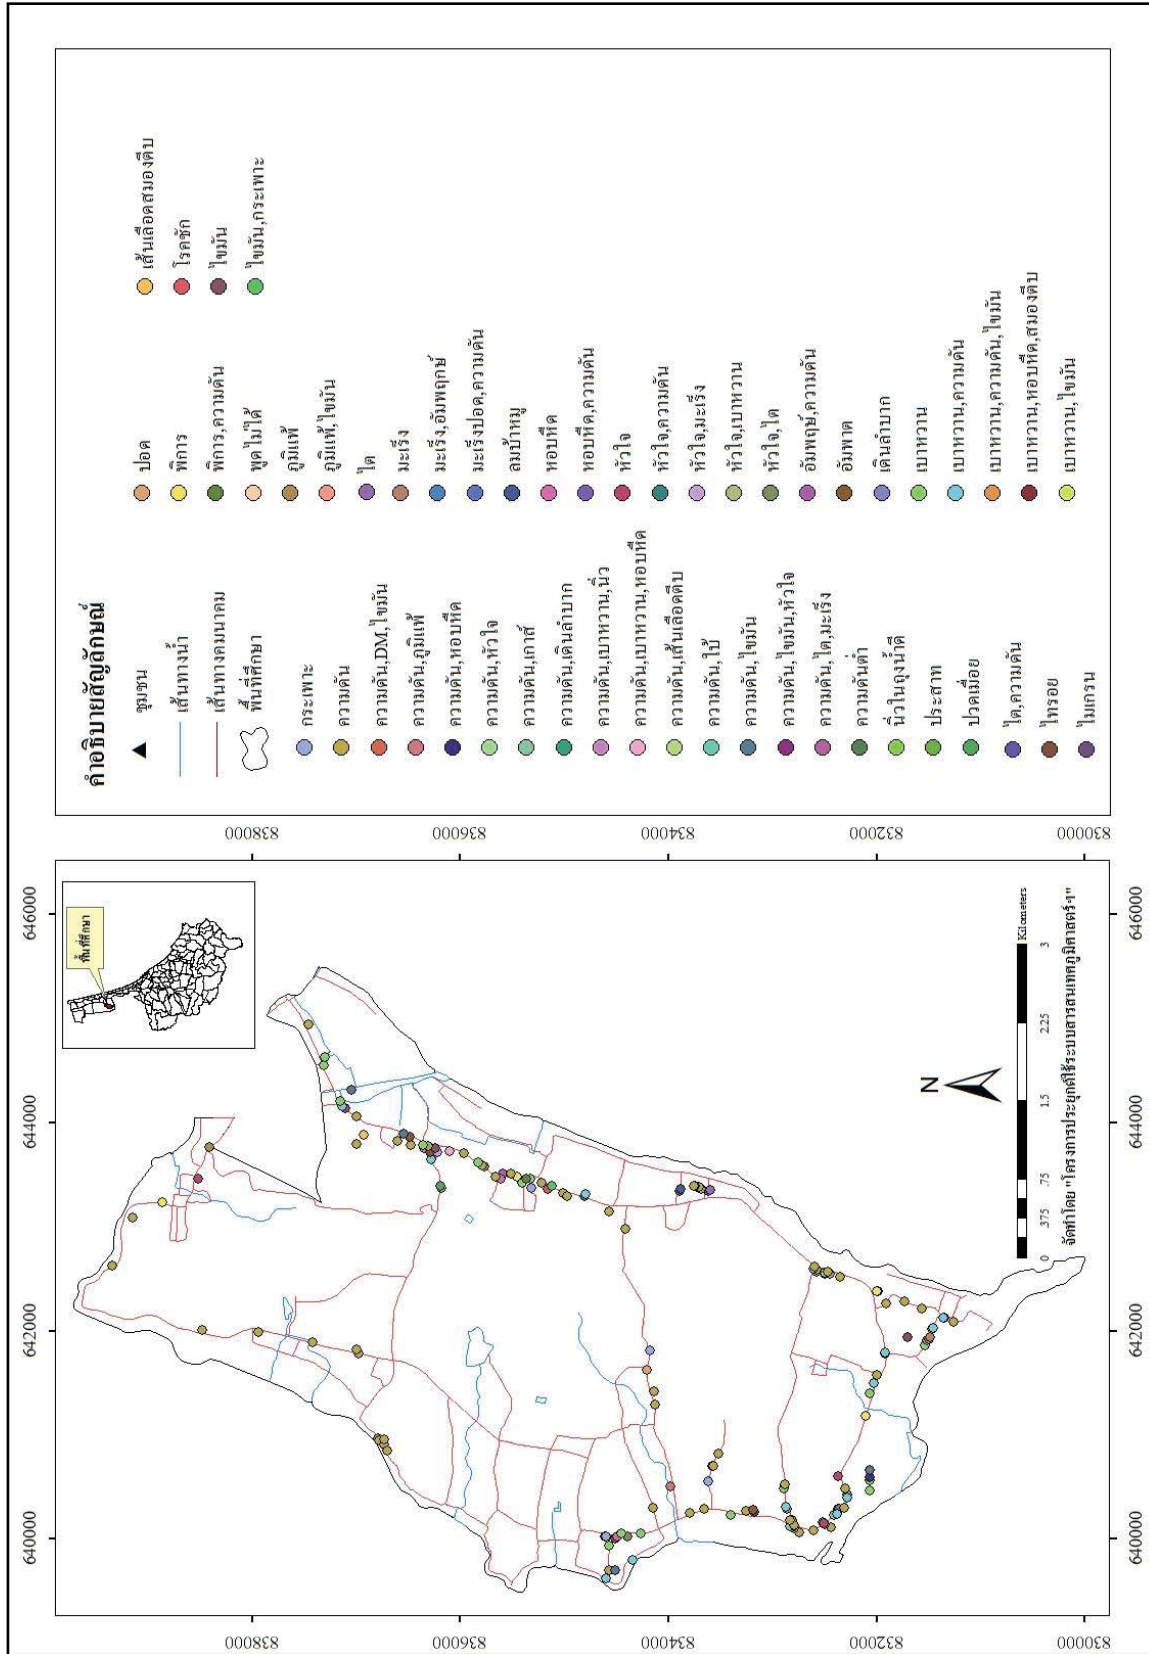 คำอธิบายสัญลักษณ์
ชุมชน
เส้นทางน้ำ
เส้นทางคมนาคม
พื้นที่ศึกษา
กระเพาะ
ความดัน
ความดัน,DM,ไขมัน
ความดัน,ภูมิแพ้
ความดัน,หอบหืด
ความดัน,หัวใจ
ความดัน,เกาส์
ความดัน,เดินลำบาก
ความดัน,เบาหวาน,นิ่ว
ความดัน,เบาหวาน,หอบหืด
ความดัน,เส้นเลือดตีบ
ความดัน,ใบ้
ความดัน,ไขมัน
ความดัน,ไขมัน,หัวใจ
ความดัน,ไต,มะเร็ง
ความดันต่ำ
นิ่วในถุงน้ำดี
ประสาท
ปวดเมื่อย
ไต,ความดัน
ไทรอย
ไมเกรน
ปอด
พิการ
พิการ,ความดัน
พูดไม่ได้
ภูมิแพ้
ภูมิแพ้,ไขมัน
ไต
มะเร็ง
มะเร็ง,อัมพฤกษ์
มะเร็งปอด,ความดัน
ลมบ้าหมู
หอบหืด
หอบหืด,ความดัน
หัวใจ
หัวใจ,ความดัน
หัวใจ,มะเร็ง
หัวใจ,เบาหวาน
หัวใจ,ไต
อัมพฤษ์,ความดัน
อัมพาต
เดินลำบาก
เบาหวาน
เบาหวาน,ความดัน
เบาหวาน,ความดัน,ไขมัน
เบาหวาน,หอบหืด,สมองตีบ
เบาหวาน,ไขมัน
เส้นเลือดสมองตีบ
โรคชัก
ไขมัน
ไขมัน,กระเพาะ
838000
836000
834000
832000
830000
640000
642000
644000
646000
พื้นที่ศึกษา
N
0 .375 .75 1.5 2.25 3
Kilometers
จัดทำโดย "โครงการประยุกต์ใช้ระบบสารสนเทศภูมิศาสตร์ฯ"
640000
642000
644000
646000
838000
836000
834000
832000
830000